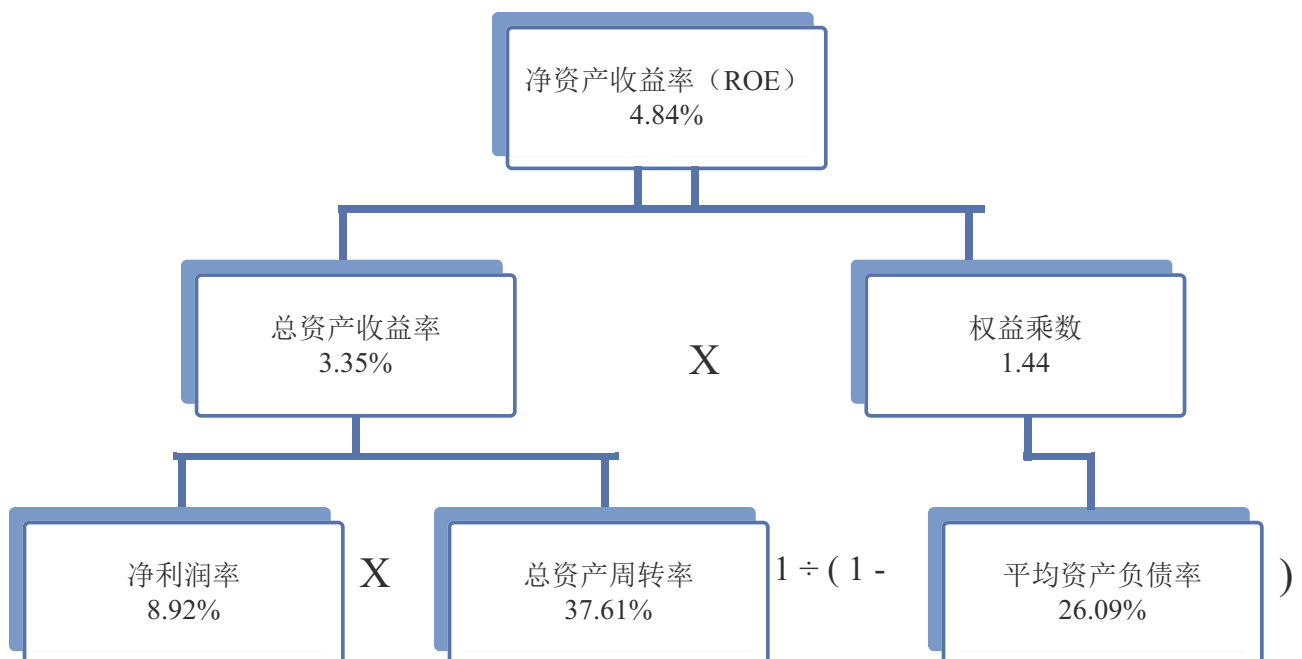 净资产收益率（ROE）
4.84%
总资产收益率
3.35%
X
权益乘数
1.44
净利润率
8.92%
X
总资产周转率
37.61%
1 ÷ ( 1 -
平均资产负债率
26.09%
)